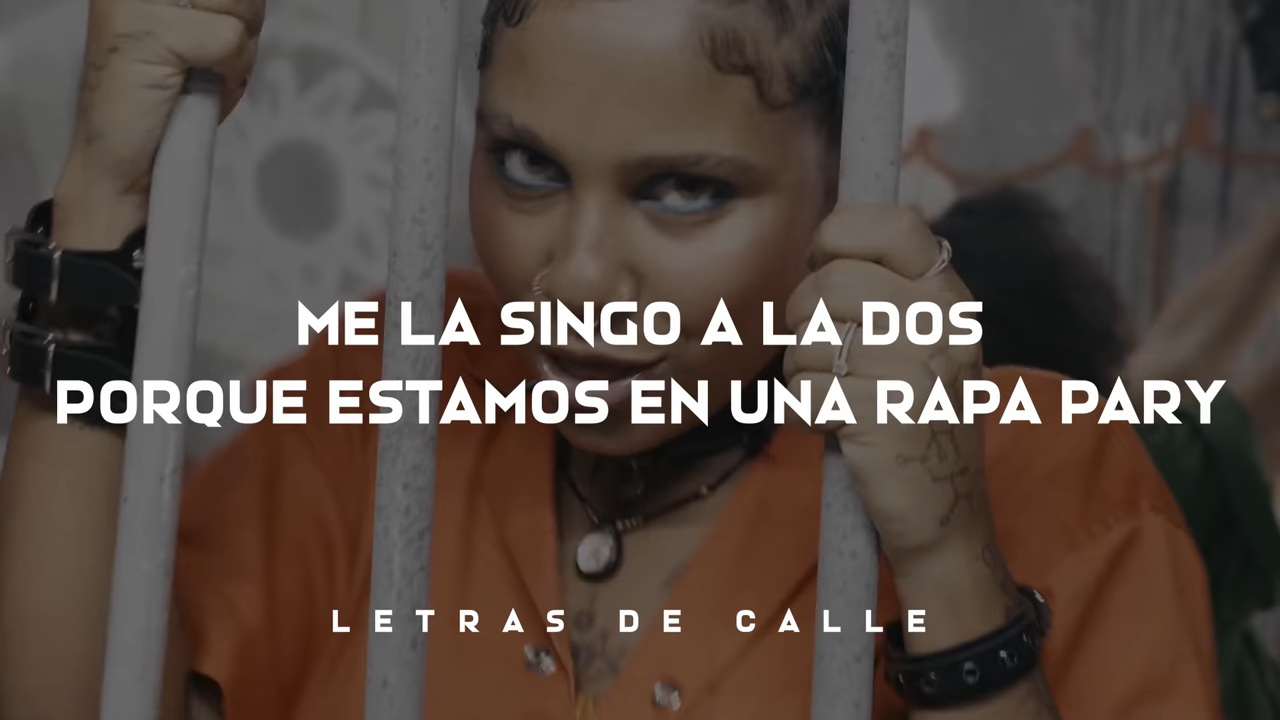 ME LA SINGO A LA DOS
PORQUE ESTAMOS EN UNA RAPA PARY
LETRAS DE CALLE